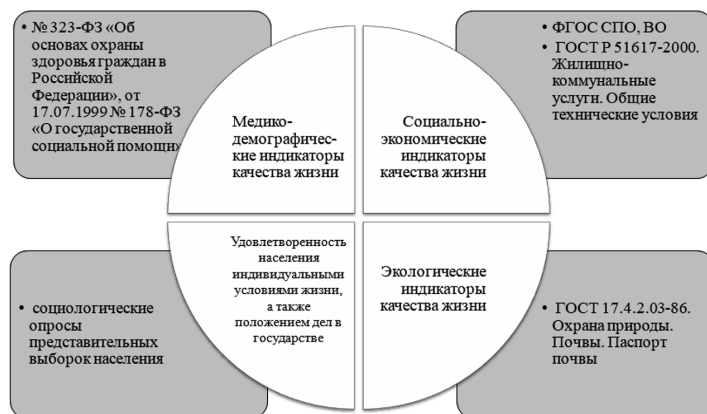 • № 323-ФЗ «Об
основах охраны
здоровья граждан в
Российской
Федерации», от
17.07.1999 № 178-ФЗ
«О государственной
социальной помощи»
Медико-
демографичес-
кие индикаторы
качества жизни
Социально-
экономические
индикаторы
качества жизни
• ФГОС СПО, ВО
• ГОСТ Р 51617-2000.
Жилищно-
коммунальные
услуги. Общие
технические условия
• социологические
опросы
представительных
выборок населения
Удовлетворенность
населения
индивидуальными
условиями жизни,
а также
положением дел в
государстве
Экологические
индикаторы
качества жизни
• ГОСТ 17.4.2.03-86.
Охрана природы.
Почвы. Паспорт
почвы